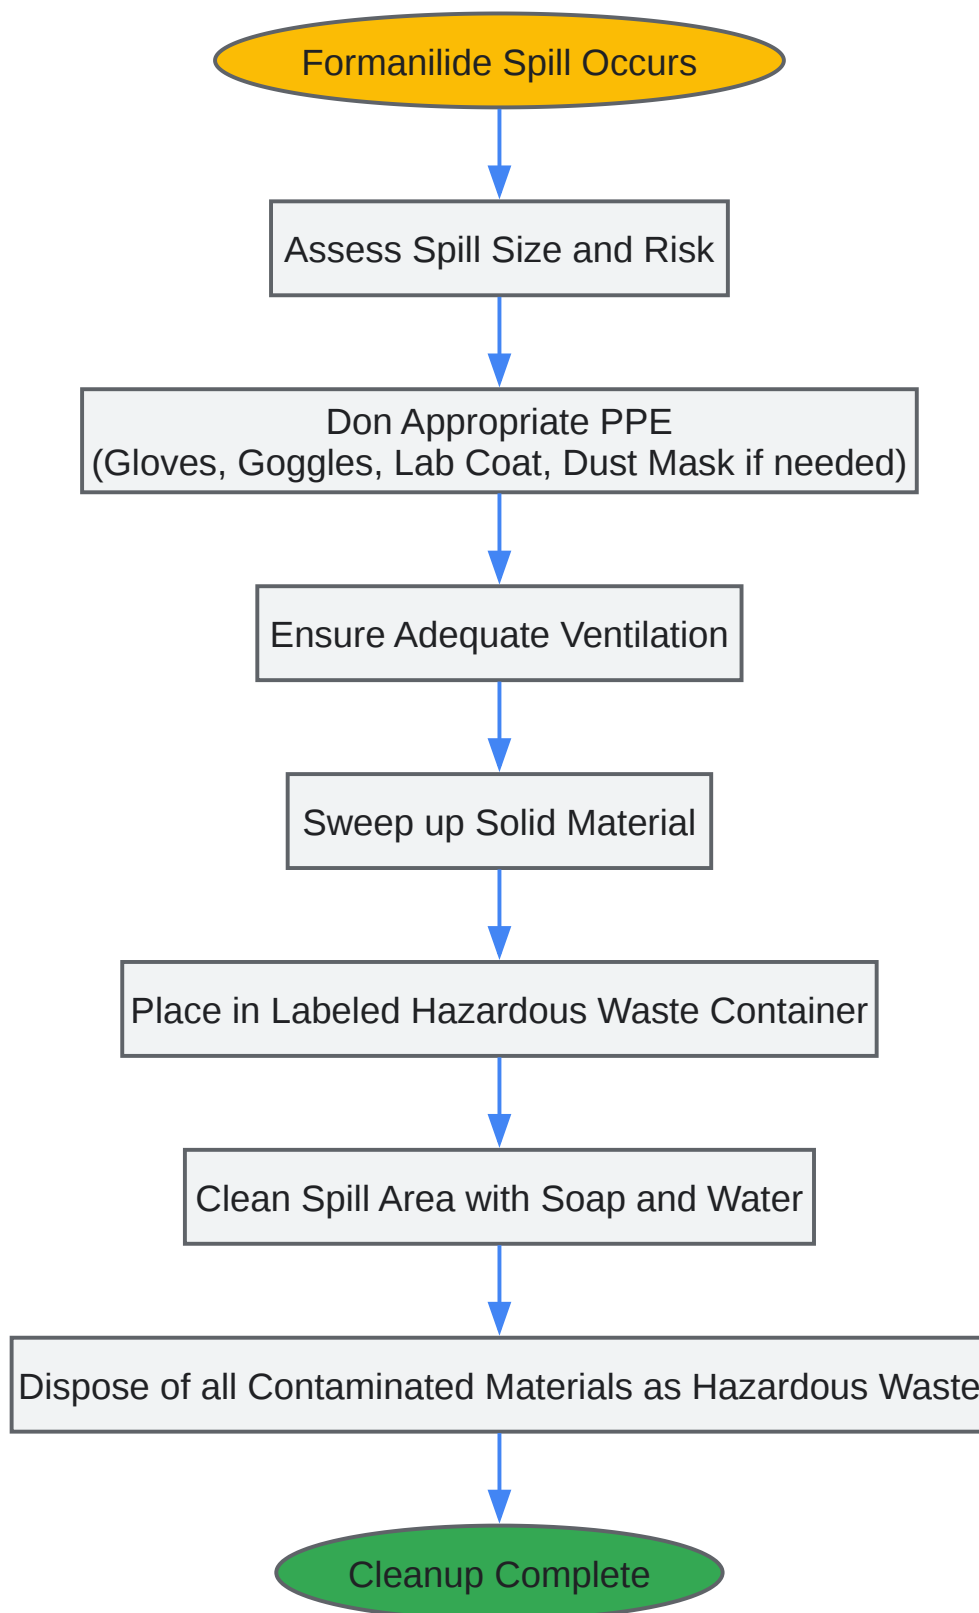 Formanilide Spill Occurs
Assess Spill Size and Risk
Don Appropriate PPE
(Gloves, Goggles, Lab Coat, Dust Mask if needed)
Ensure Adequate Ventilation
Sweep up Solid Material
Place in Labeled Hazardous Waste Container
Clean Spill Area with Soap and Water
Dispose of all Contaminated Materials as Hazardous Waste
Cleanup Complete